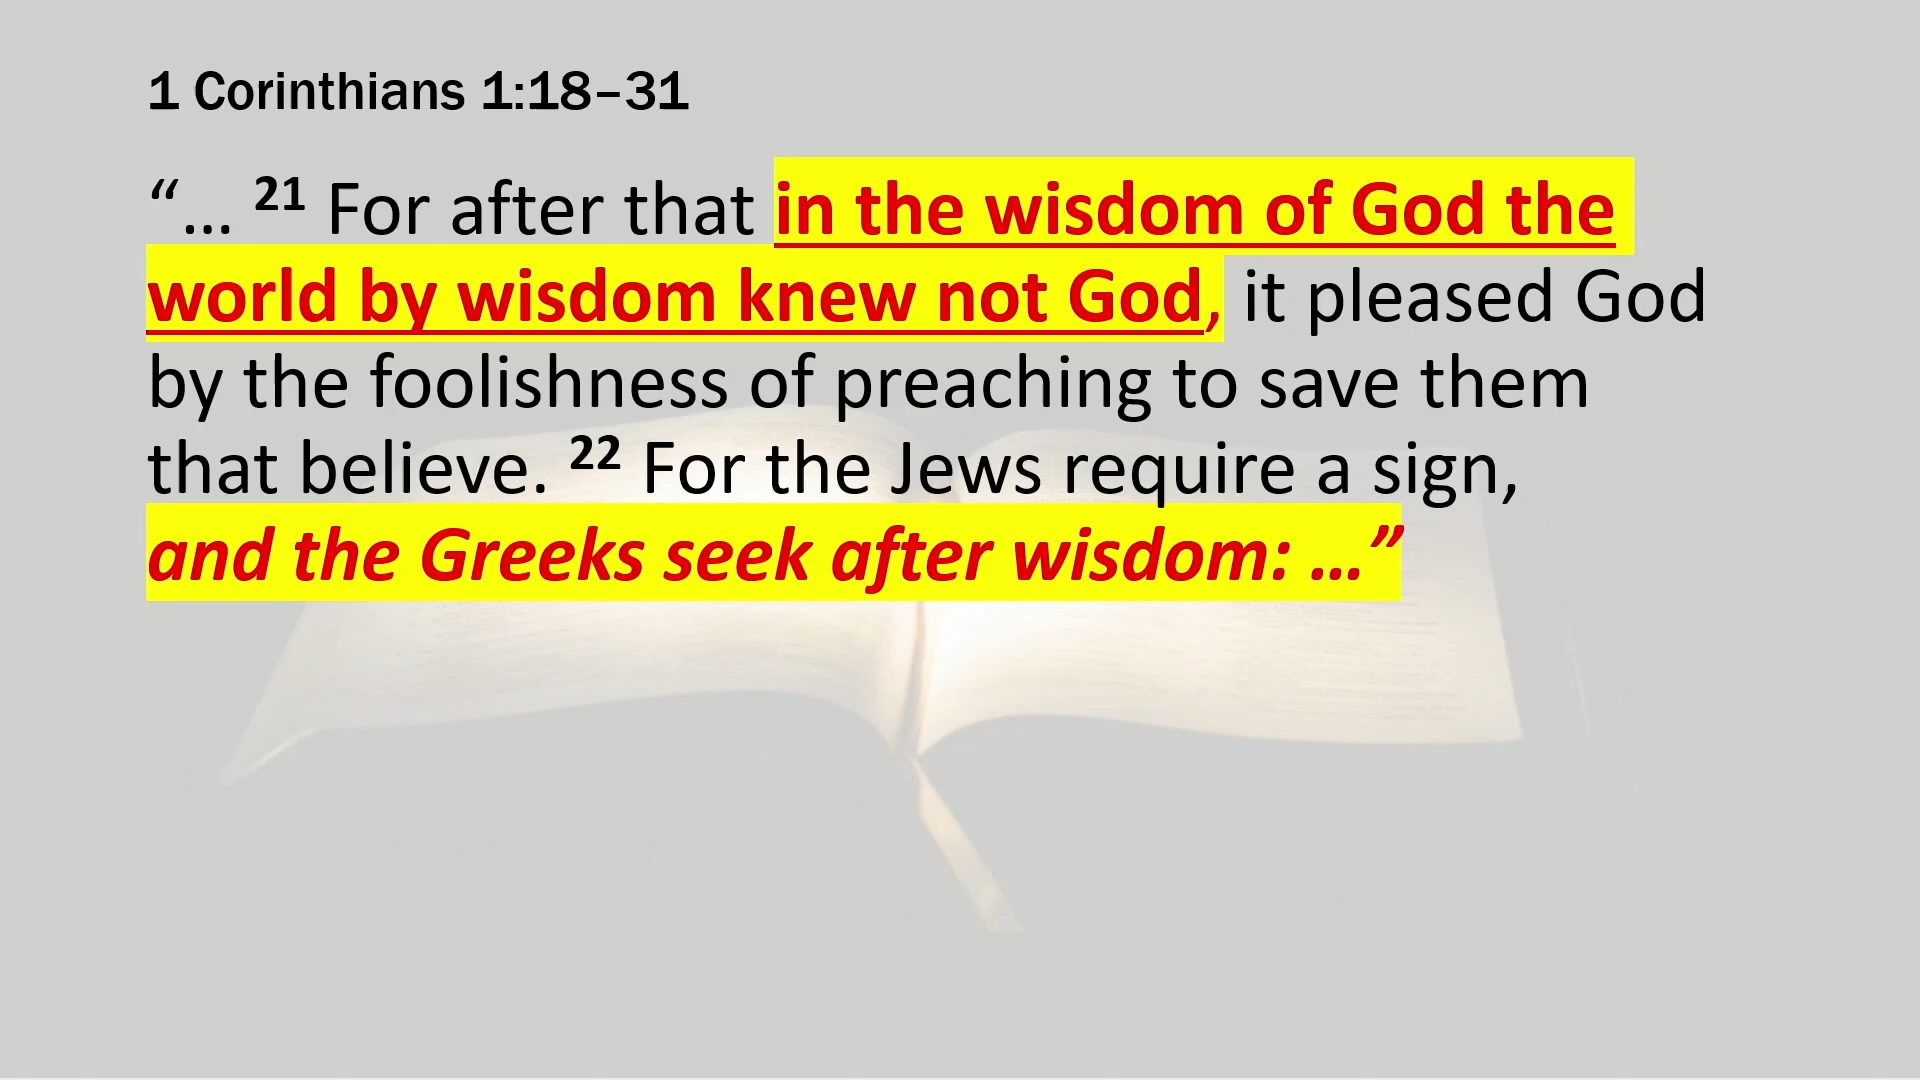 1 Corinthians 1:18–31
“… 21 For after that in the wisdom of God the
world by wisdom knew not God, it pleased God
by the foolishness of preaching to save them
that believe. 22 For the Jews require a sign,
and the Greeks seek after wisdom: …”